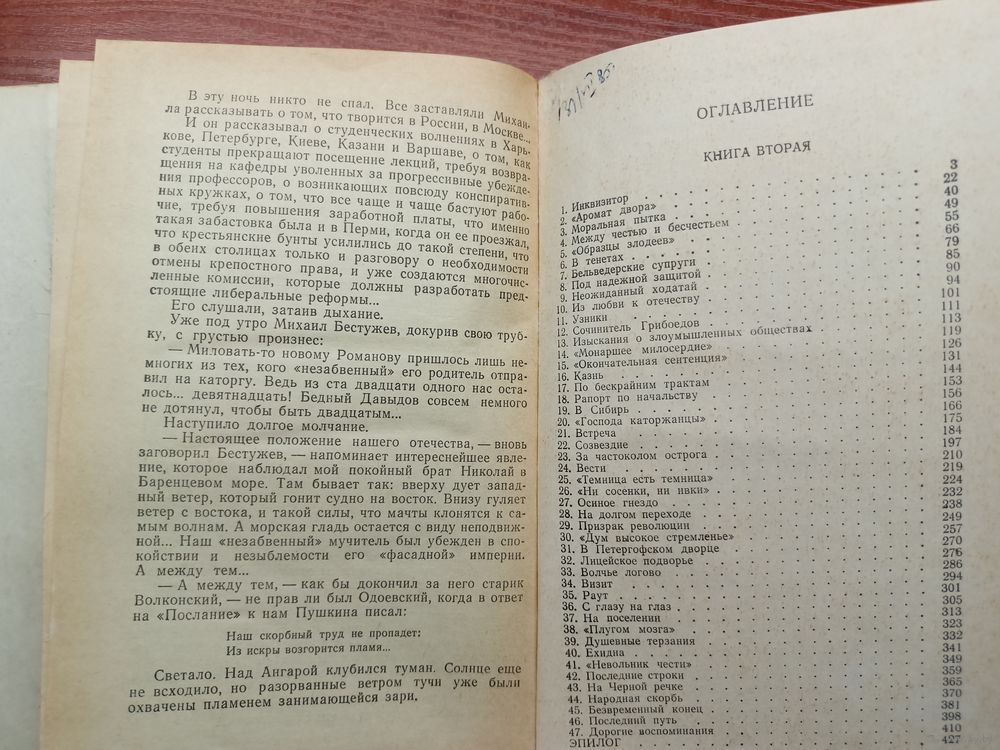 В эту ночь никто не спал. Все заставляли Михаи-
ла рассказывать о том, что творится в России, в Москве...
И он рассказывал о студенческих волнениях в Харь-
кове, Петербурге, Киеве, Казани и Варшаве, о том, как
студенты прекращают посещение лекций, требуя возвра-
щения на кафедры уволенных за прогрессивные убежде-
ния профессоров, о возникающих повсюду конспиратив-
ных кружках, о том, что все чаще и чаще бастуют рабо-
чие, требуя повышения заработной платы, что именно
такая забастовка была и в Перми, когда он ее проезжал,
что крестьянские бунты усилились до такой степени, что
в обеих столицах только и разговору о необходимости
отмены крепостного права, и уже создаются многочис-
ленные комиссии, которые должны разработать пред-
стоящие либеральные реформы...
Его слушали, затаив дыхание.
Уже под утро Михаил Бестужев, докурив свою труб-
ку, с грустью произнес:
— Миловать-то новому Романову пришлось лишь не-
многих из тех, кого «незабвенный» его родитель отпра-
вил на каторгу. Ведь из ста двадцати одного нас оста-
лось... девятнадцать! Бедный Давыдов совсем немного
не дотянул, чтобы быть двадцатым...
Наступило долгое молчание.
— Настоящее положение нашего отечества, — вновь
заговорил Бестужев, — напоминает интереснейшее явле-
ние, которое наблюдал мой покойный брат Николай в
Баренцевом море. Там бывает так: вверху дует запад-
ный ветер, который гонит судно на восток. Внизу гуляет
ветер с востока, и такой силы, что мачты клонятся к са-
мым волнам. А морская гладь остается с виду неподвиж-
ной... Наш «незабвенный» мучитель был убежден в спо-
койствии и незыблемости его «фасадной» империи.
А между тем...
— А между тем, — как бы докончил за него старик
Волконский, — не прав ли был Одоевский, когда в ответ
на «Послание» к нам Пушкина писал:
Наш скорбный труд не пропадет:
Из искры возгорится пламя...
Светало. Над Ангарой клубился туман. Солнце еще
не всходило, но разорванные ветром тучи уже были
охвачены пламенем занимающейся зари.
ОГЛАВЛЕНИЕ
КНИГА ВТОРАЯ
1. Инквизитор 3
2. «Аромат двора» 22
3. Моральная пытка 40
4. Между честью и бесчестьем 49
5. «Образцы злодеев» 55
6. В тенетах 66
7. Бельведерские супруги 79
8. Под надежной защитой 85
9. Неожиданный ходатай 90
10. Из любви к отечеству 94
11. Узники 101
12. Сочинитель Грибоедов 111
13. Изыскания о злоумышленных обществах 113
14. «Монаршее милосердие» 119
15. «Окончательная сентенция» 126
16. Казнь 131
17. По бескрайним трактам 144
18. Рапорт по начальству 153
19. В Сибирь 156
20. «Господа каторжанцы» 166
21. Встреча 175
22. Созвездие 184
23. За частоколом острога 197
24. Вести 210
25. «Темница есть темница» 219
26. «Ни сосенки, ни ивки» 224
27. Осиное гнездо 232
28. На долгом переходе 238
29. Призрак революции 249
30. «Дум высокое стремленье» 257
31. В Петергофском дворце 270
32. Лицейское подворье 276
33. Волчье логово 286
34. Визит 294
35. Раут 301
36. С глазу на глаз 305
37. На поселении 313
38. «Плугом мозга» 323
39. Душевные терзания 332
40. Ехидна 341
41. «Невольник чести» 349
42. Последние строки 359
43. На Черной речке 365
44. Народная скорбь 370
45. Безвременный конец 381
46. Последний путь 398
47. Дорогие воспоминания 410
ЭПИЛОГ 427